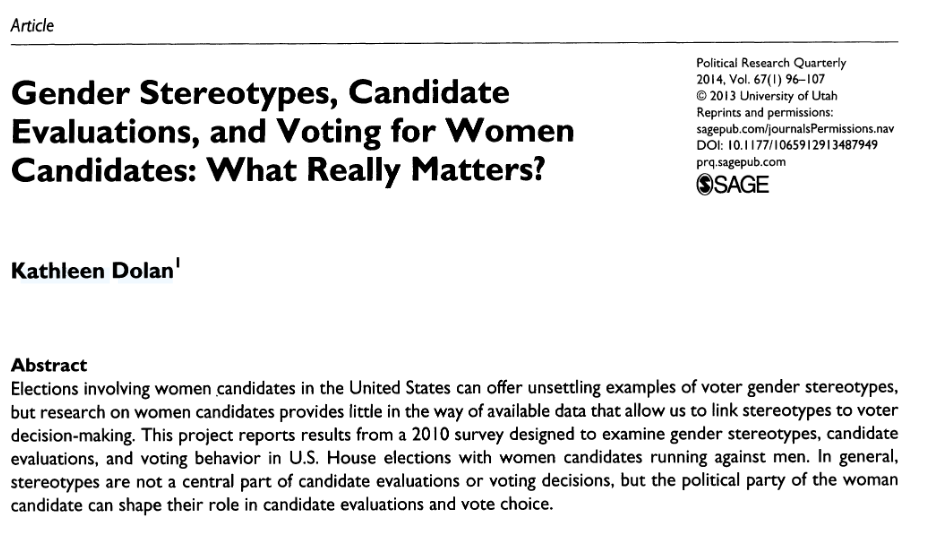 Article
Gender Stereotypes, Candidate
Evaluations, and Voting for Women
Candidates: What Really Matters?
Political Research Quarterly
2014, Vol. 67(1) 96–107
© 2013 University of Utah
Reprints and permissions:
sagepub.com/journalsPermissions.nav
DOI: 10.1177/1065912913487949
prq.sagepub.com
SAGE
Kathleen Dolan¹
Abstract
Elections involving women candidates in the United States can offer unsettling examples of voter gender stereotypes,
but research on women candidates provides little in the way of available data that allow us to link stereotypes to voter
decision-making. This project reports results from a 2010 survey designed to examine gender stereotypes, candidate
evaluations, and voting behavior in U.S. House elections with women candidates running against men. In general,
stereotypes are not a central part of candidate evaluations or voting decisions, but the political party of the woman
candidate can shape their role in candidate evaluations and vote choice.